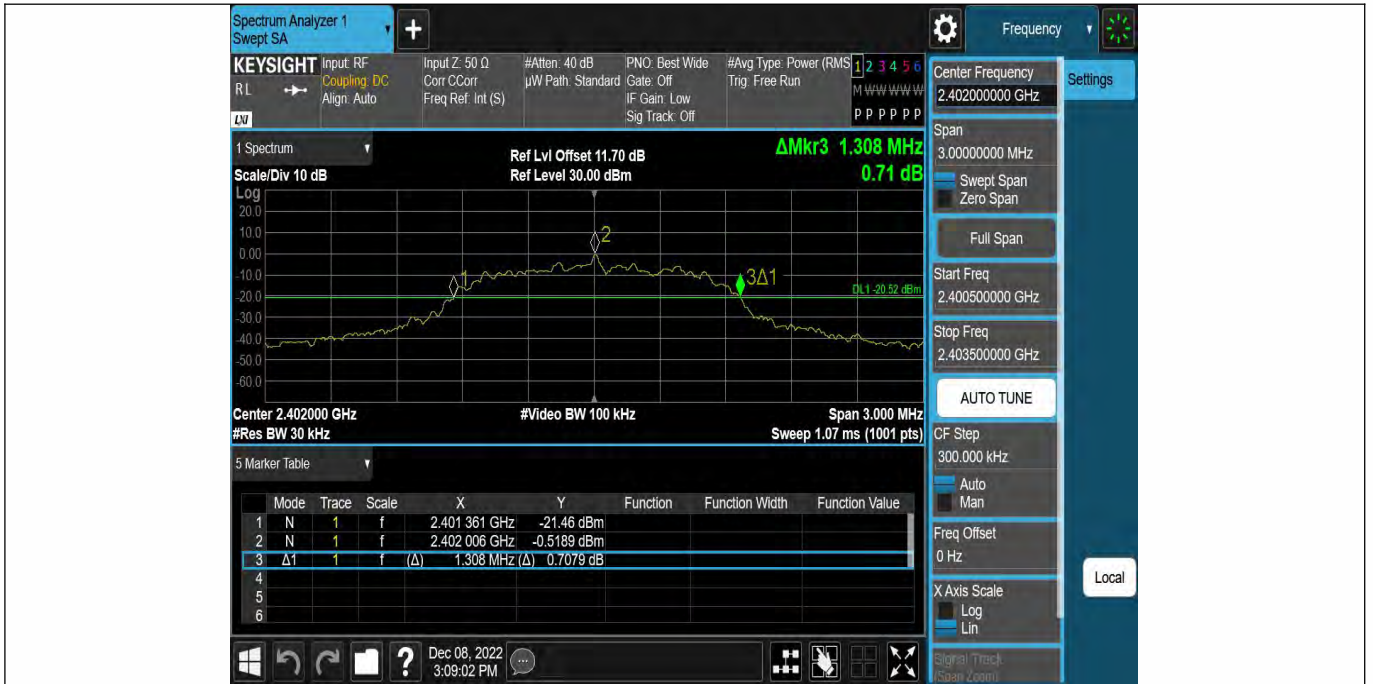 Spectrum Analyzer 1
Swept SA
+
Frequency
KEYSIGHT
RL
LXI
Input: RF
Coupling: DC
Align: Auto
Input Z: 50 Ω
Corr CCorr
Freq Ref: Int (S)
#Atten: 40 dB
µW Path: Standard
PNO: Best Wide
Gate: Off
IF Gain: Low
Sig Track: Off
#Avg Type: Power (RMS
Trig: Free Run
1 2 3 4 5 6
M W W W W W
P P P P P P
1 Spectrum
Scale/Div 10 dB
Ref Lvl Offset 11.70 dB
Ref Level 30.00 dBm
ΔMkr3 1.308 MHz
0.71 dB
Log
20.0
10.0
0.00
-10.0
-20.0
-30.0
-40.0
-50.0
-60.0
1
2
3Δ1
DL1 -20.52 dBm
Center 2.402000 GHz
#Video BW 100 kHz
Span 3.000 MHz
#Res BW 30 kHz
Sweep 1.07 ms (1001 pts)
5 Marker Table
Mode Trace Scale X Y Function Function Width Function Value
1 N 1 f 2.401 361 GHz -21.46 dBm
2 N 1 f 2.402 006 GHz -0.5189 dBm
3 Δ1 1 f (Δ) 1.308 MHz (Δ) 0.7079 dB
4
5
6
?
Dec 08, 2022
3:09:02 PM
Center Frequency
2.402000000 GHz
Settings
Span
3.00000000 MHz
Swept Span
Zero Span
Full Span
Start Freq
2.400500000 GHz
Stop Freq
2.403500000 GHz
AUTO TUNE
CF Step
300.000 kHz
Auto
Man
Freq Offset
0 Hz
X Axis Scale
Log
Lin
Signal Track
(Span Zoom)
Local